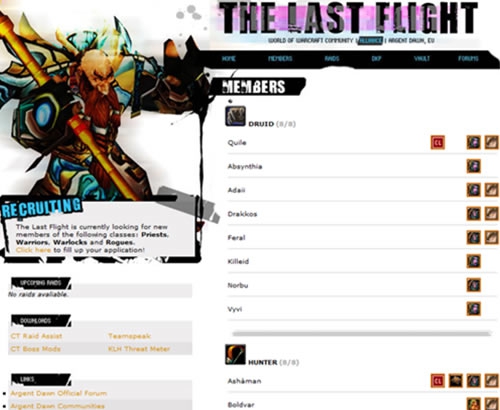 THE LAST FLIGHT
WORLD OF WARCRAFT COMMUNITY \ ALLIANCE | ARGENT DAWN, EU
HOME MEMBERS RAIDS DKP VAULT FORUMS
RECRUITING
The Last Flight is currently looking for new
members of the following classes: Priests,
Warriors, Warlocks and Rogues.
Click here to fill up your application!
UPCOMING RAIDS
No raids available.
DOWNLOADS
CT Raid Assist Teamspeak
CT Boss Mods KLH Threat Meter
LINKS
Argent Dawn Official Forum
Argent Dawn Communities
MEMBERS
DRUID (8/8)
Quile CL
Absynthia
Adaii
Drakkos
Feral
Killeid
Norbu
Vyvi
HUNTER (8/8)
Ashâman CL
Boldvar